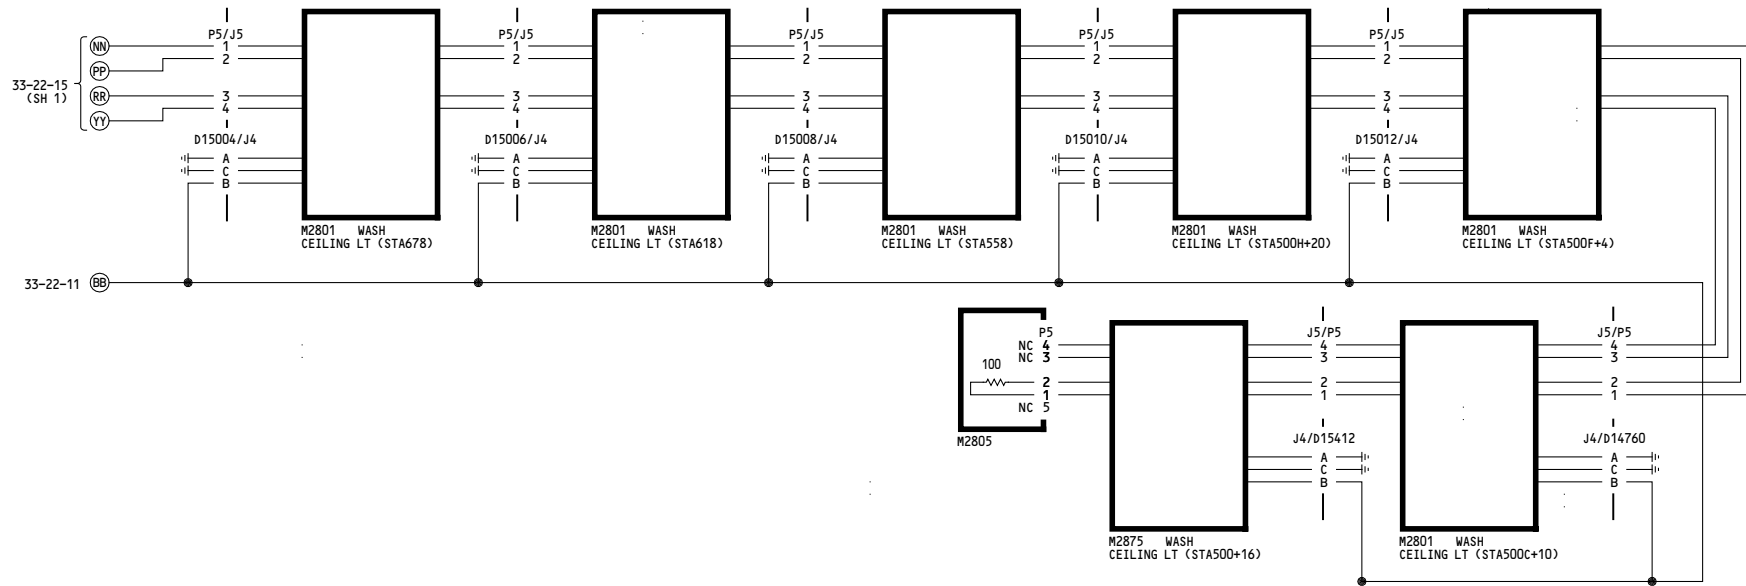 P5/J5 P5/J5 P5/J5 P5/J5 P5/J5
NN 1 1 1 1 1
PP 2 2 2 2 2
33-22-15
(SH 1)
RR 3 3 3 3 3
YY 4 4 4 4 4
D15004/J4 D15006/J4 D15008/J4 D15010/J4 D15012/J4
A A A A A
C C C C C
B B B B B
M2801 WASH
CEILING LT (STA678)
M2801 WASH
CEILING LT (STA618)
M2801 WASH
CEILING LT (STA558)
M2801 WASH
CEILING LT (STA500H+20)
M2801 WASH
CEILING LT (STA500F+4)
33-22-11 BB
P5 J5/P5 J5/P5
NC 4 4 4
NC 3 3 3
100
2 2 2
1 1 1
NC 5
M2805
J4/D15412 J4/D14760
A A
C C
B B
M2875 WASH
CEILING LT (STA500+16)
M2801 WASH
CEILING LT (STA500C+10)